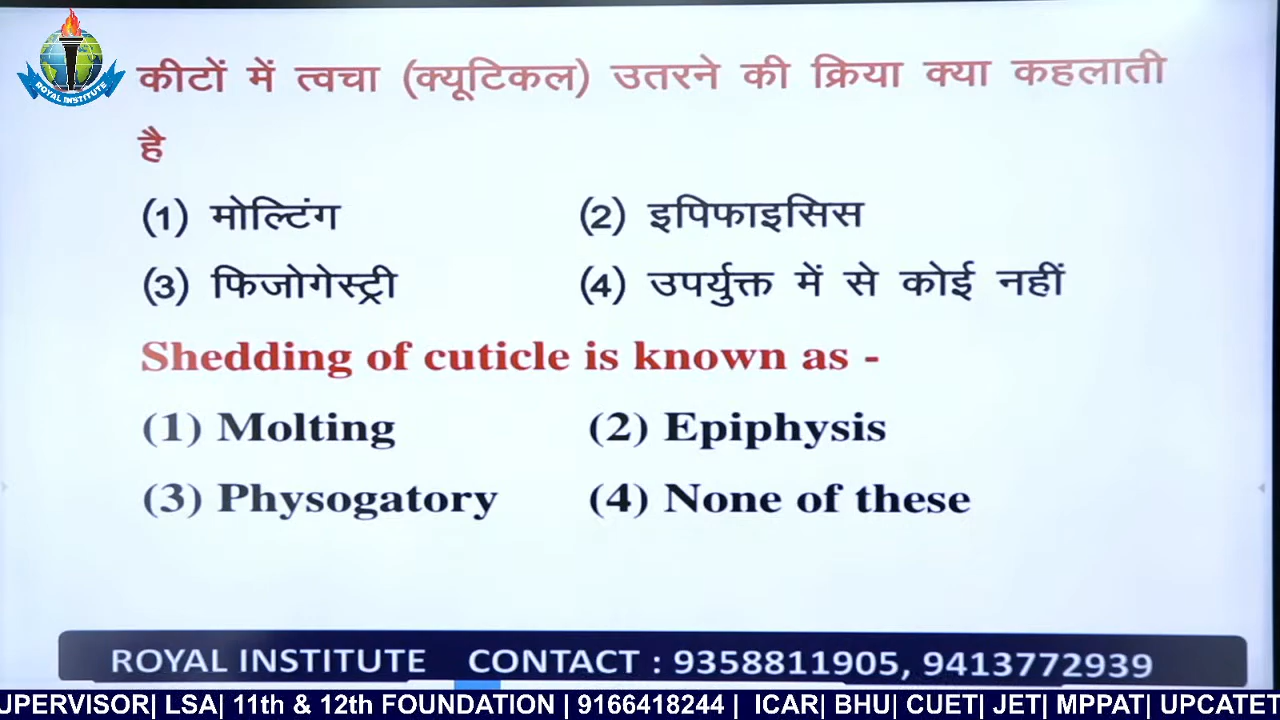 ROYAL INSTITUTE
कीटों में त्वचा (क्यूटिकल) उतरने की क्रिया क्या कहलाती
है
(1) मोल्टिंग (2) इपिफाइसिस
(3) फिजोगेस्ट्री (4) उपर्युक्त में से कोई नहीं
Shedding of cuticle is known as -
(1) Molting (2) Epiphysis
(3) Physogatory (4) None of these
ROYAL INSTITUTE CONTACT : 9358811905, 9413772939
UPERVISOR| LSA| 11th & 12th FOUNDATION | 9166418244 | ICAR| BHU| CUET| JET| MPPAT| UPCATET